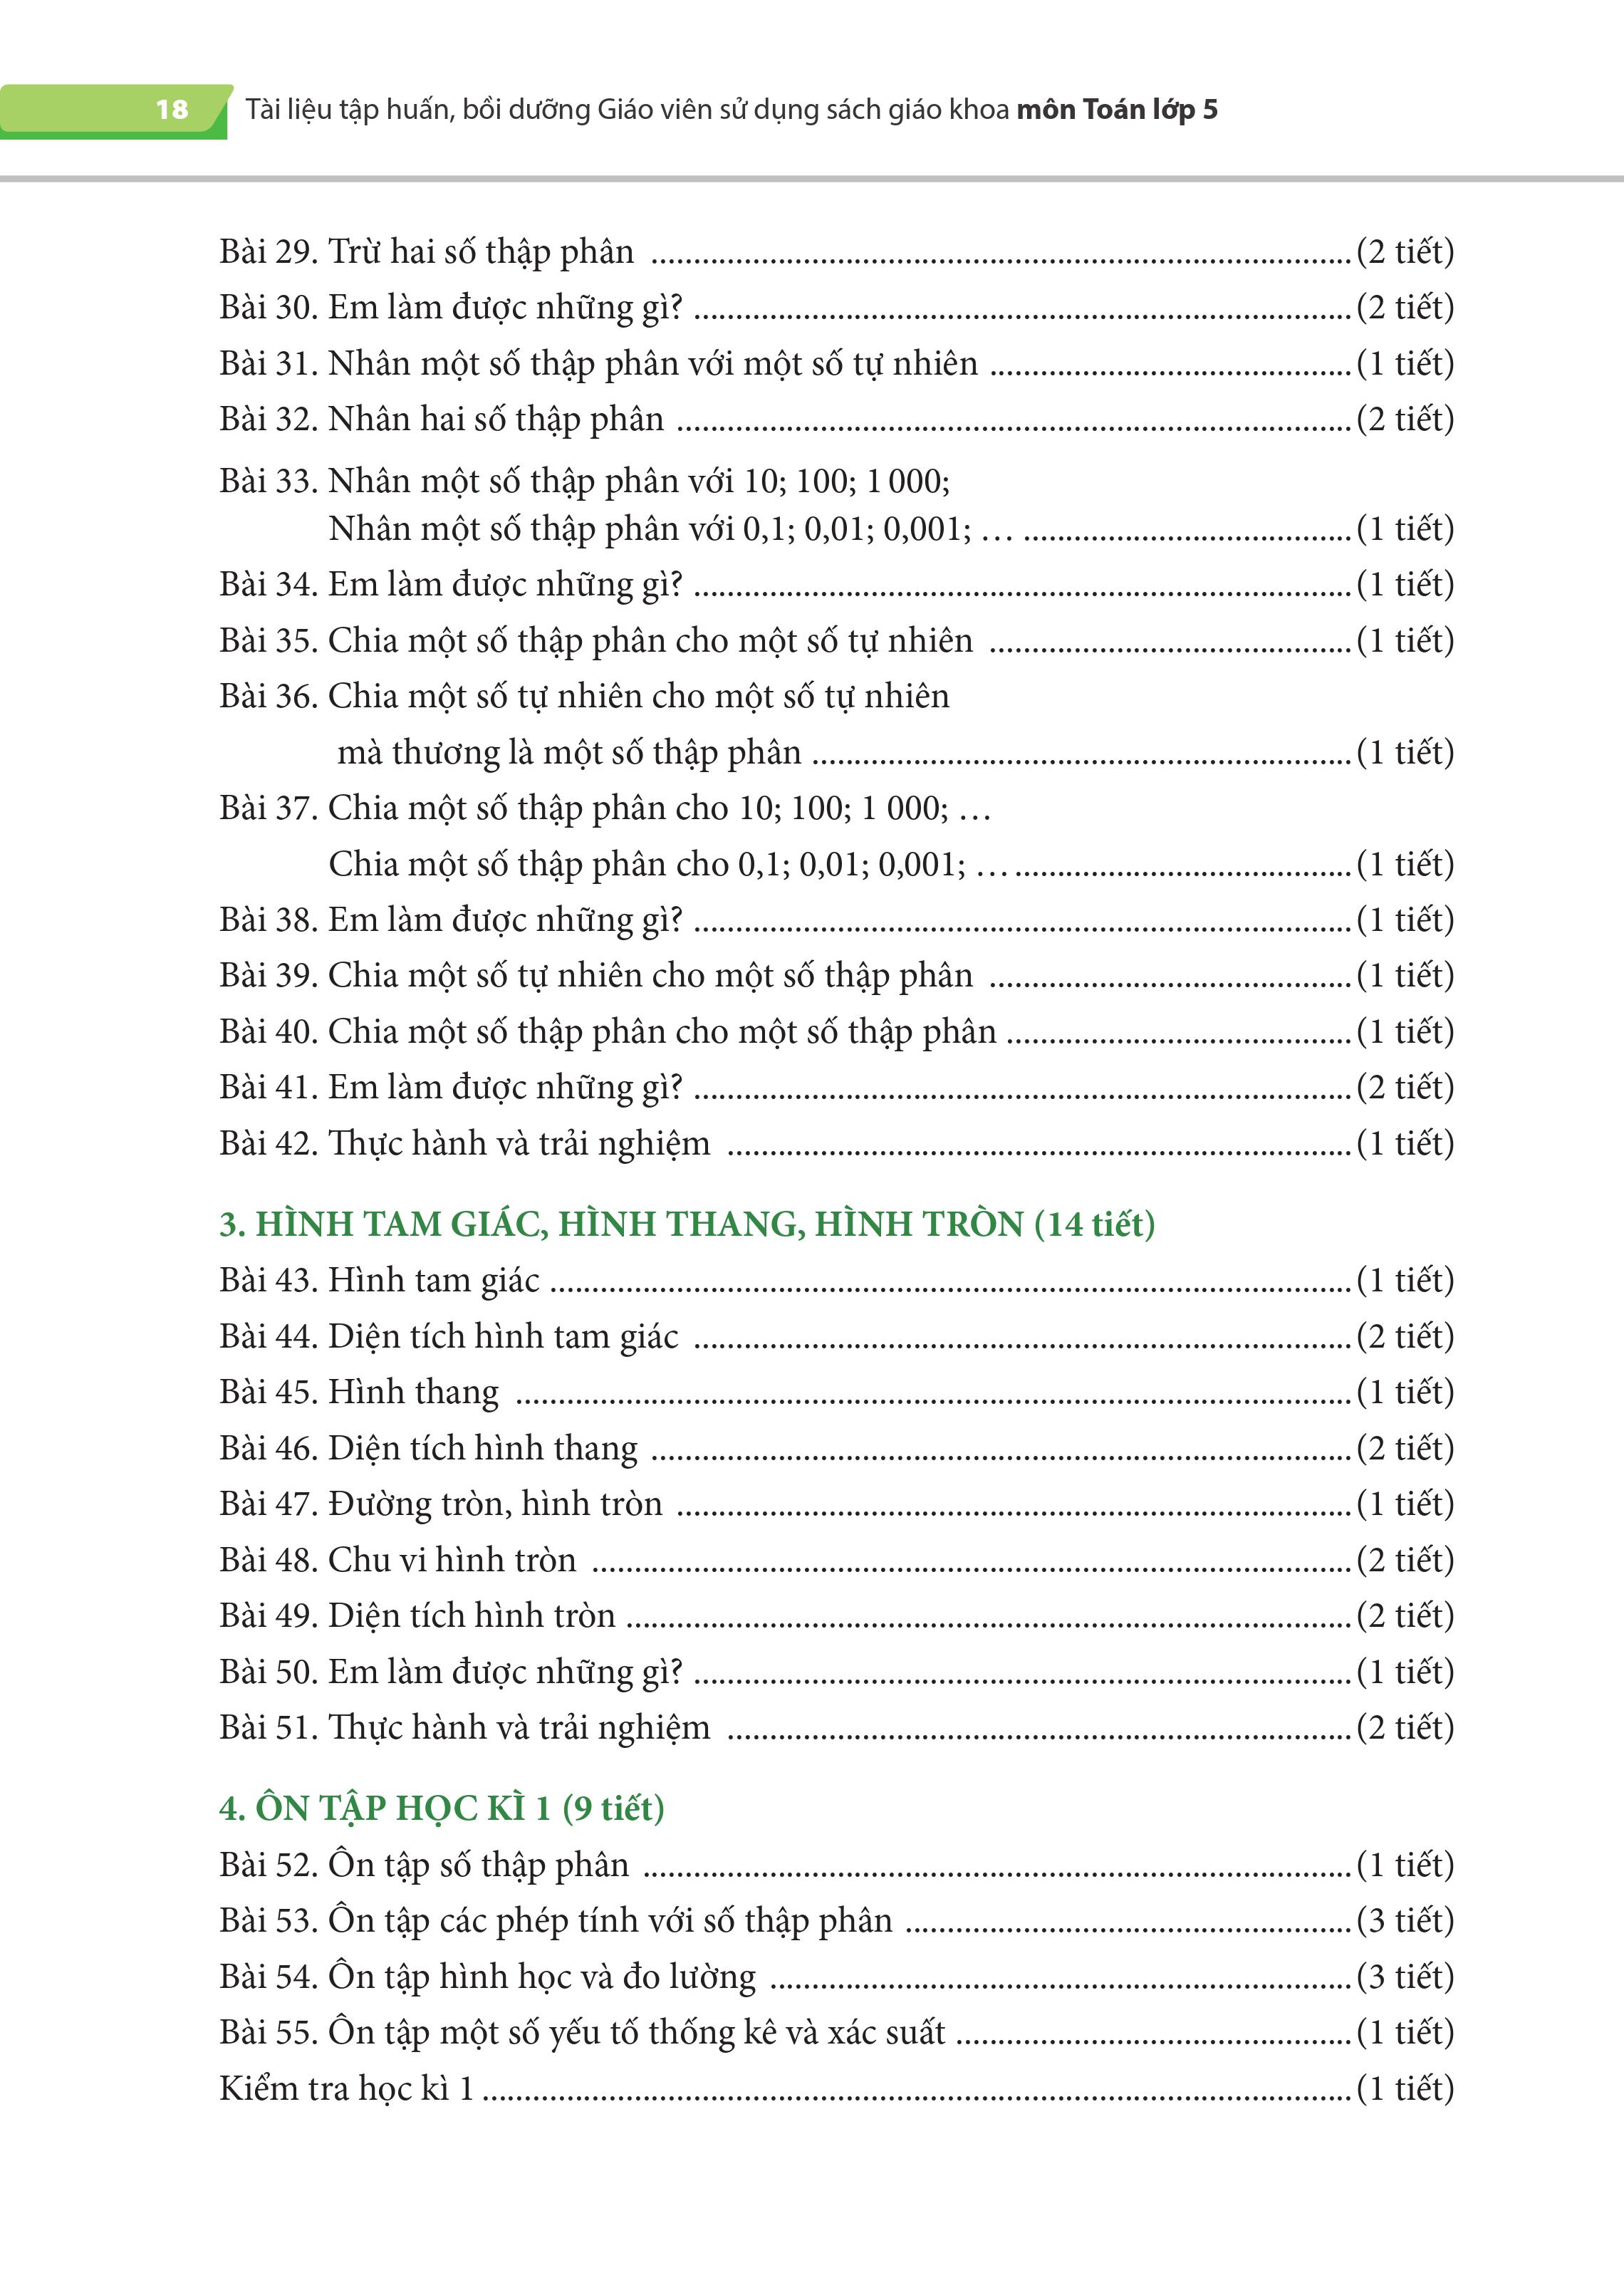 18 Tài liệu tập huấn, bồi dưỡng Giáo viên sử dụng sách giáo khoa môn Toán lớp 5
Bài 29. Trừ hai số thập phân ........ (2 tiết)
Bài 30. Em làm được những gì? ........ (2 tiết)
Bài 31. Nhân một số thập phân với một số tự nhiên ........ (1 tiết)
Bài 32. Nhân hai số thập phân ........ (2 tiết)
Bài 33. Nhân một số thập phân với 10; 100; 1 000;
Nhân một số thập phân với 0,1; 0,01; 0,001; … ........ (1 tiết)
Bài 34. Em làm được những gì? ........ (1 tiết)
Bài 35. Chia một số thập phân cho một số tự nhiên ........ (1 tiết)
Bài 36. Chia một số tự nhiên cho một số tự nhiên
mà thương là một số thập phân ........ (1 tiết)
Bài 37. Chia một số thập phân cho 10; 100; 1 000; …
Chia một số thập phân cho 0,1; 0,01; 0,001; … ........ (1 tiết)
Bài 38. Em làm được những gì? ........ (1 tiết)
Bài 39. Chia một số tự nhiên cho một số thập phân ........ (1 tiết)
Bài 40. Chia một số thập phân cho một số thập phân ........ (1 tiết)
Bài 41. Em làm được những gì? ........ (2 tiết)
Bài 42. Thực hành và trải nghiệm ........ (1 tiết)
3. HÌNH TAM GIÁC, HÌNH THANG, HÌNH TRÒN (14 tiết)
Bài 43. Hình tam giác ........ (1 tiết)
Bài 44. Diện tích hình tam giác ........ (2 tiết)
Bài 45. Hình thang ........ (1 tiết)
Bài 46. Diện tích hình thang ........ (2 tiết)
Bài 47. Đường tròn, hình tròn ........ (1 tiết)
Bài 48. Chu vi hình tròn ........ (2 tiết)
Bài 49. Diện tích hình tròn ........ (2 tiết)
Bài 50. Em làm được những gì? ........ (1 tiết)
Bài 51. Thực hành và trải nghiệm ........ (2 tiết)
4. ÔN TẬP HỌC KÌ 1 (9 tiết)
Bài 52. Ôn tập số thập phân ........ (1 tiết)
Bài 53. Ôn tập các phép tính với số thập phân ........ (3 tiết)
Bài 54. Ôn tập hình học và đo lường ........ (3 tiết)
Bài 55. Ôn tập một số yếu tố thống kê và xác suất ........ (1 tiết)
Kiểm tra học kì 1 ........ (1 tiết)